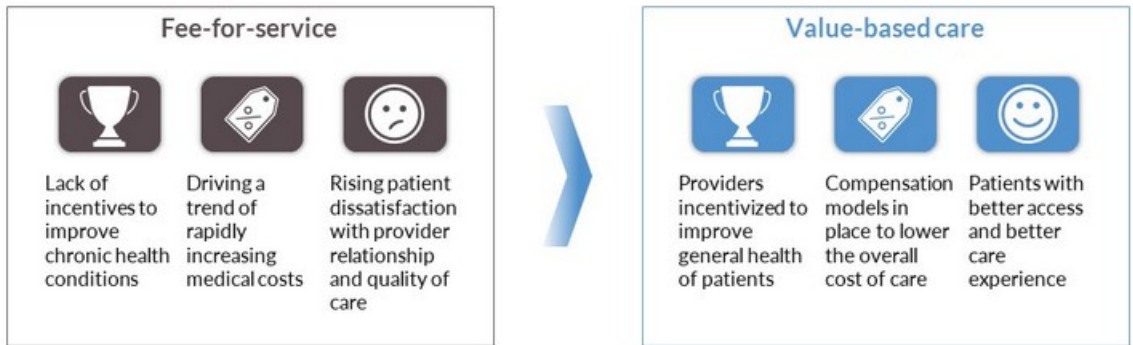 Fee-for-service
Lack of
incentives to
improve
chronic health
conditions
Driving a
trend of
rapidly
increasing
medical costs
Rising patient
dissatisfaction
with provider
relationship
and quality of
care
Value-based care
Providers
incentivized to
improve
general health
of patients
Compensation
models in
place to lower
the overall
cost of care
Patients with
better access
and better
care
experience